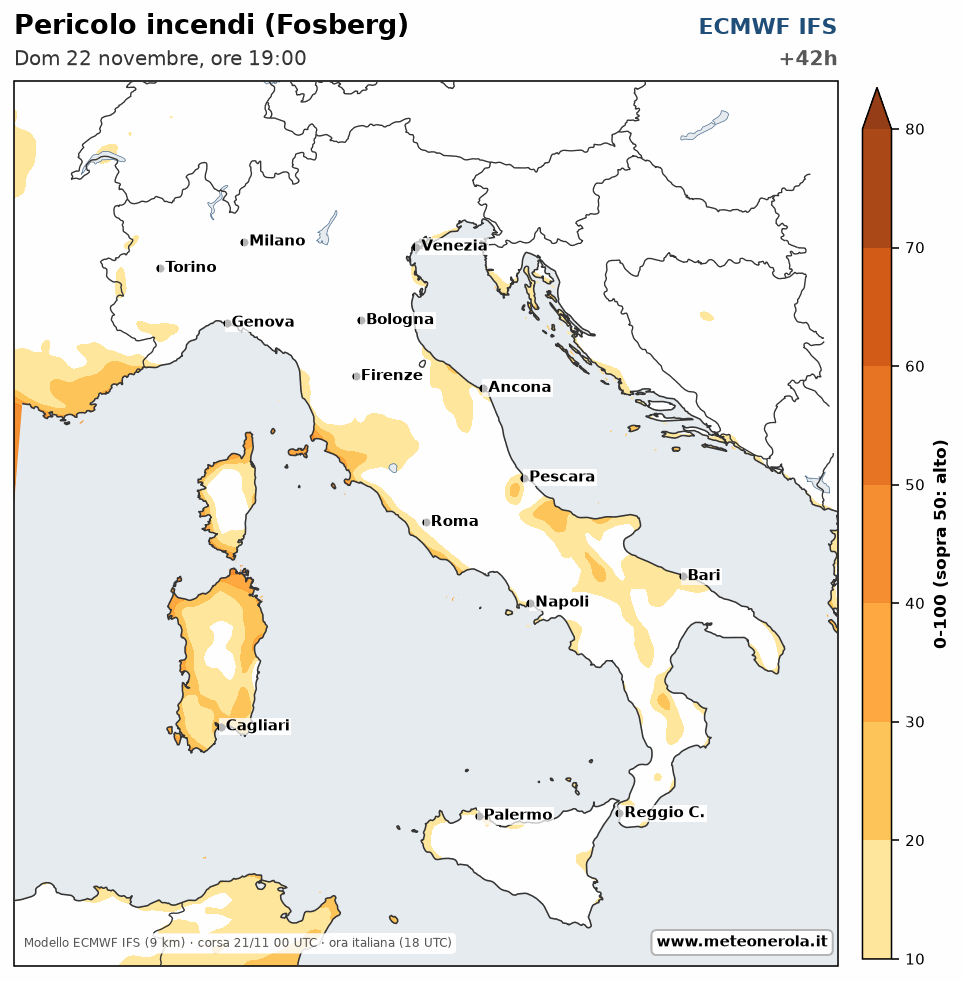 Pericolo incendi (Fosberg)
ECMWF IFS
Dom 22 novembre, ore 19:00
+42h
Milano
Venezia
Torino
Genova
Bologna
Firenze
Ancona
Pescara
Roma
Bari
Napoli
Cagliari
Palermo
Reggio C.
80
70
60
50
40
30
20
10
0-100 (sopra 50: alto)
Modello ECMWF IFS (9 km) · corsa 21/11 00 UTC · ora italiana (18 UTC)
www.meteonerola.it